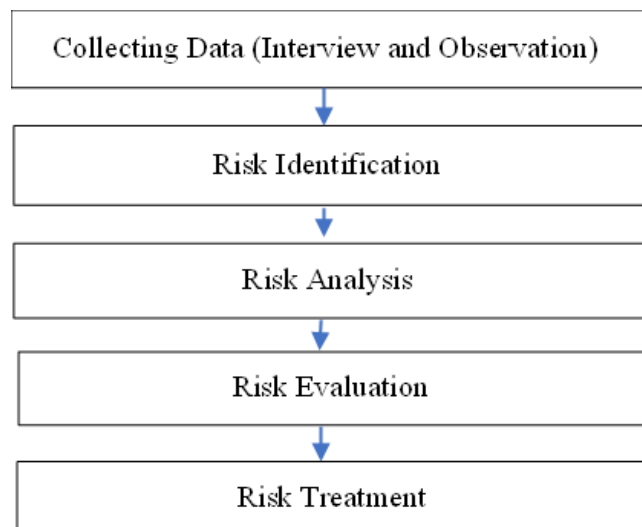 Collecting Data (Interview and Observation)
Risk Identification
Risk Analysis
Risk Evaluation
Risk Treatment